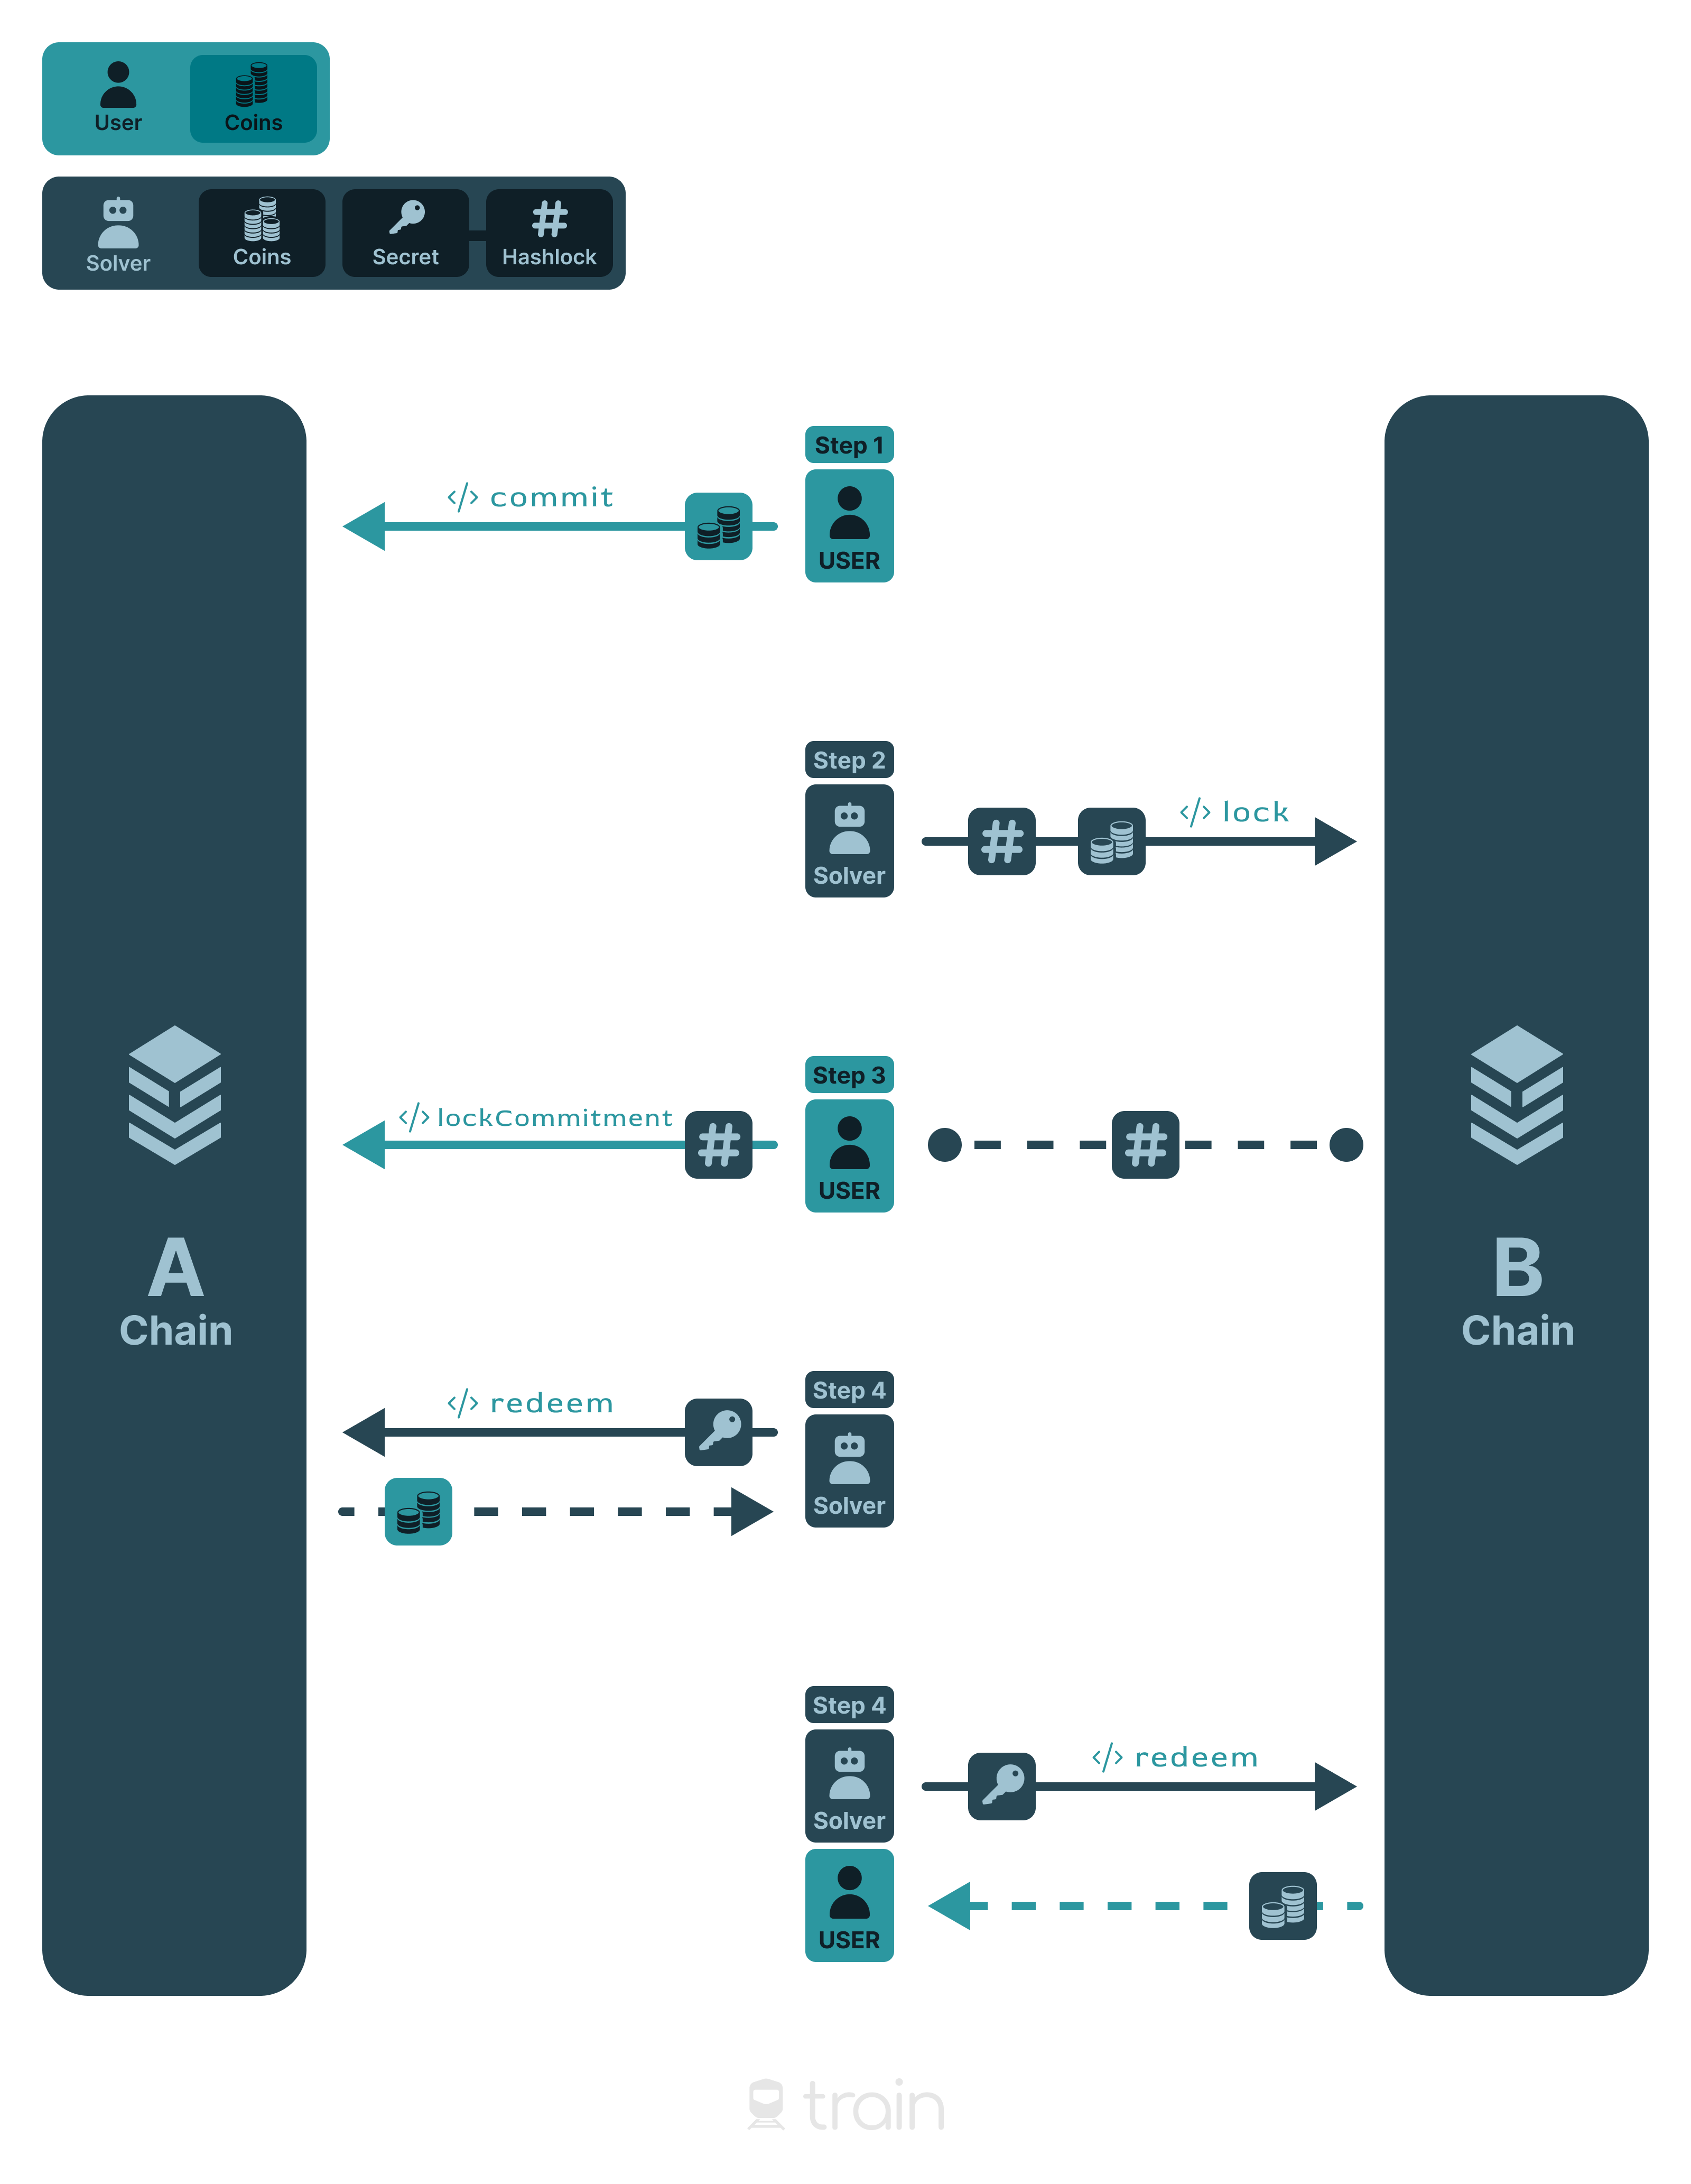 User
Coins
Solver
Coins
Secret
Hashlock
Step 1
</> commit
USER
Step 2
</> lock
Solver
Step 3
</> lockCommitment
USER
A
Chain
B
Chain
Step 4
</> redeem
Solver
Step 4
</> redeem
Solver
USER
train